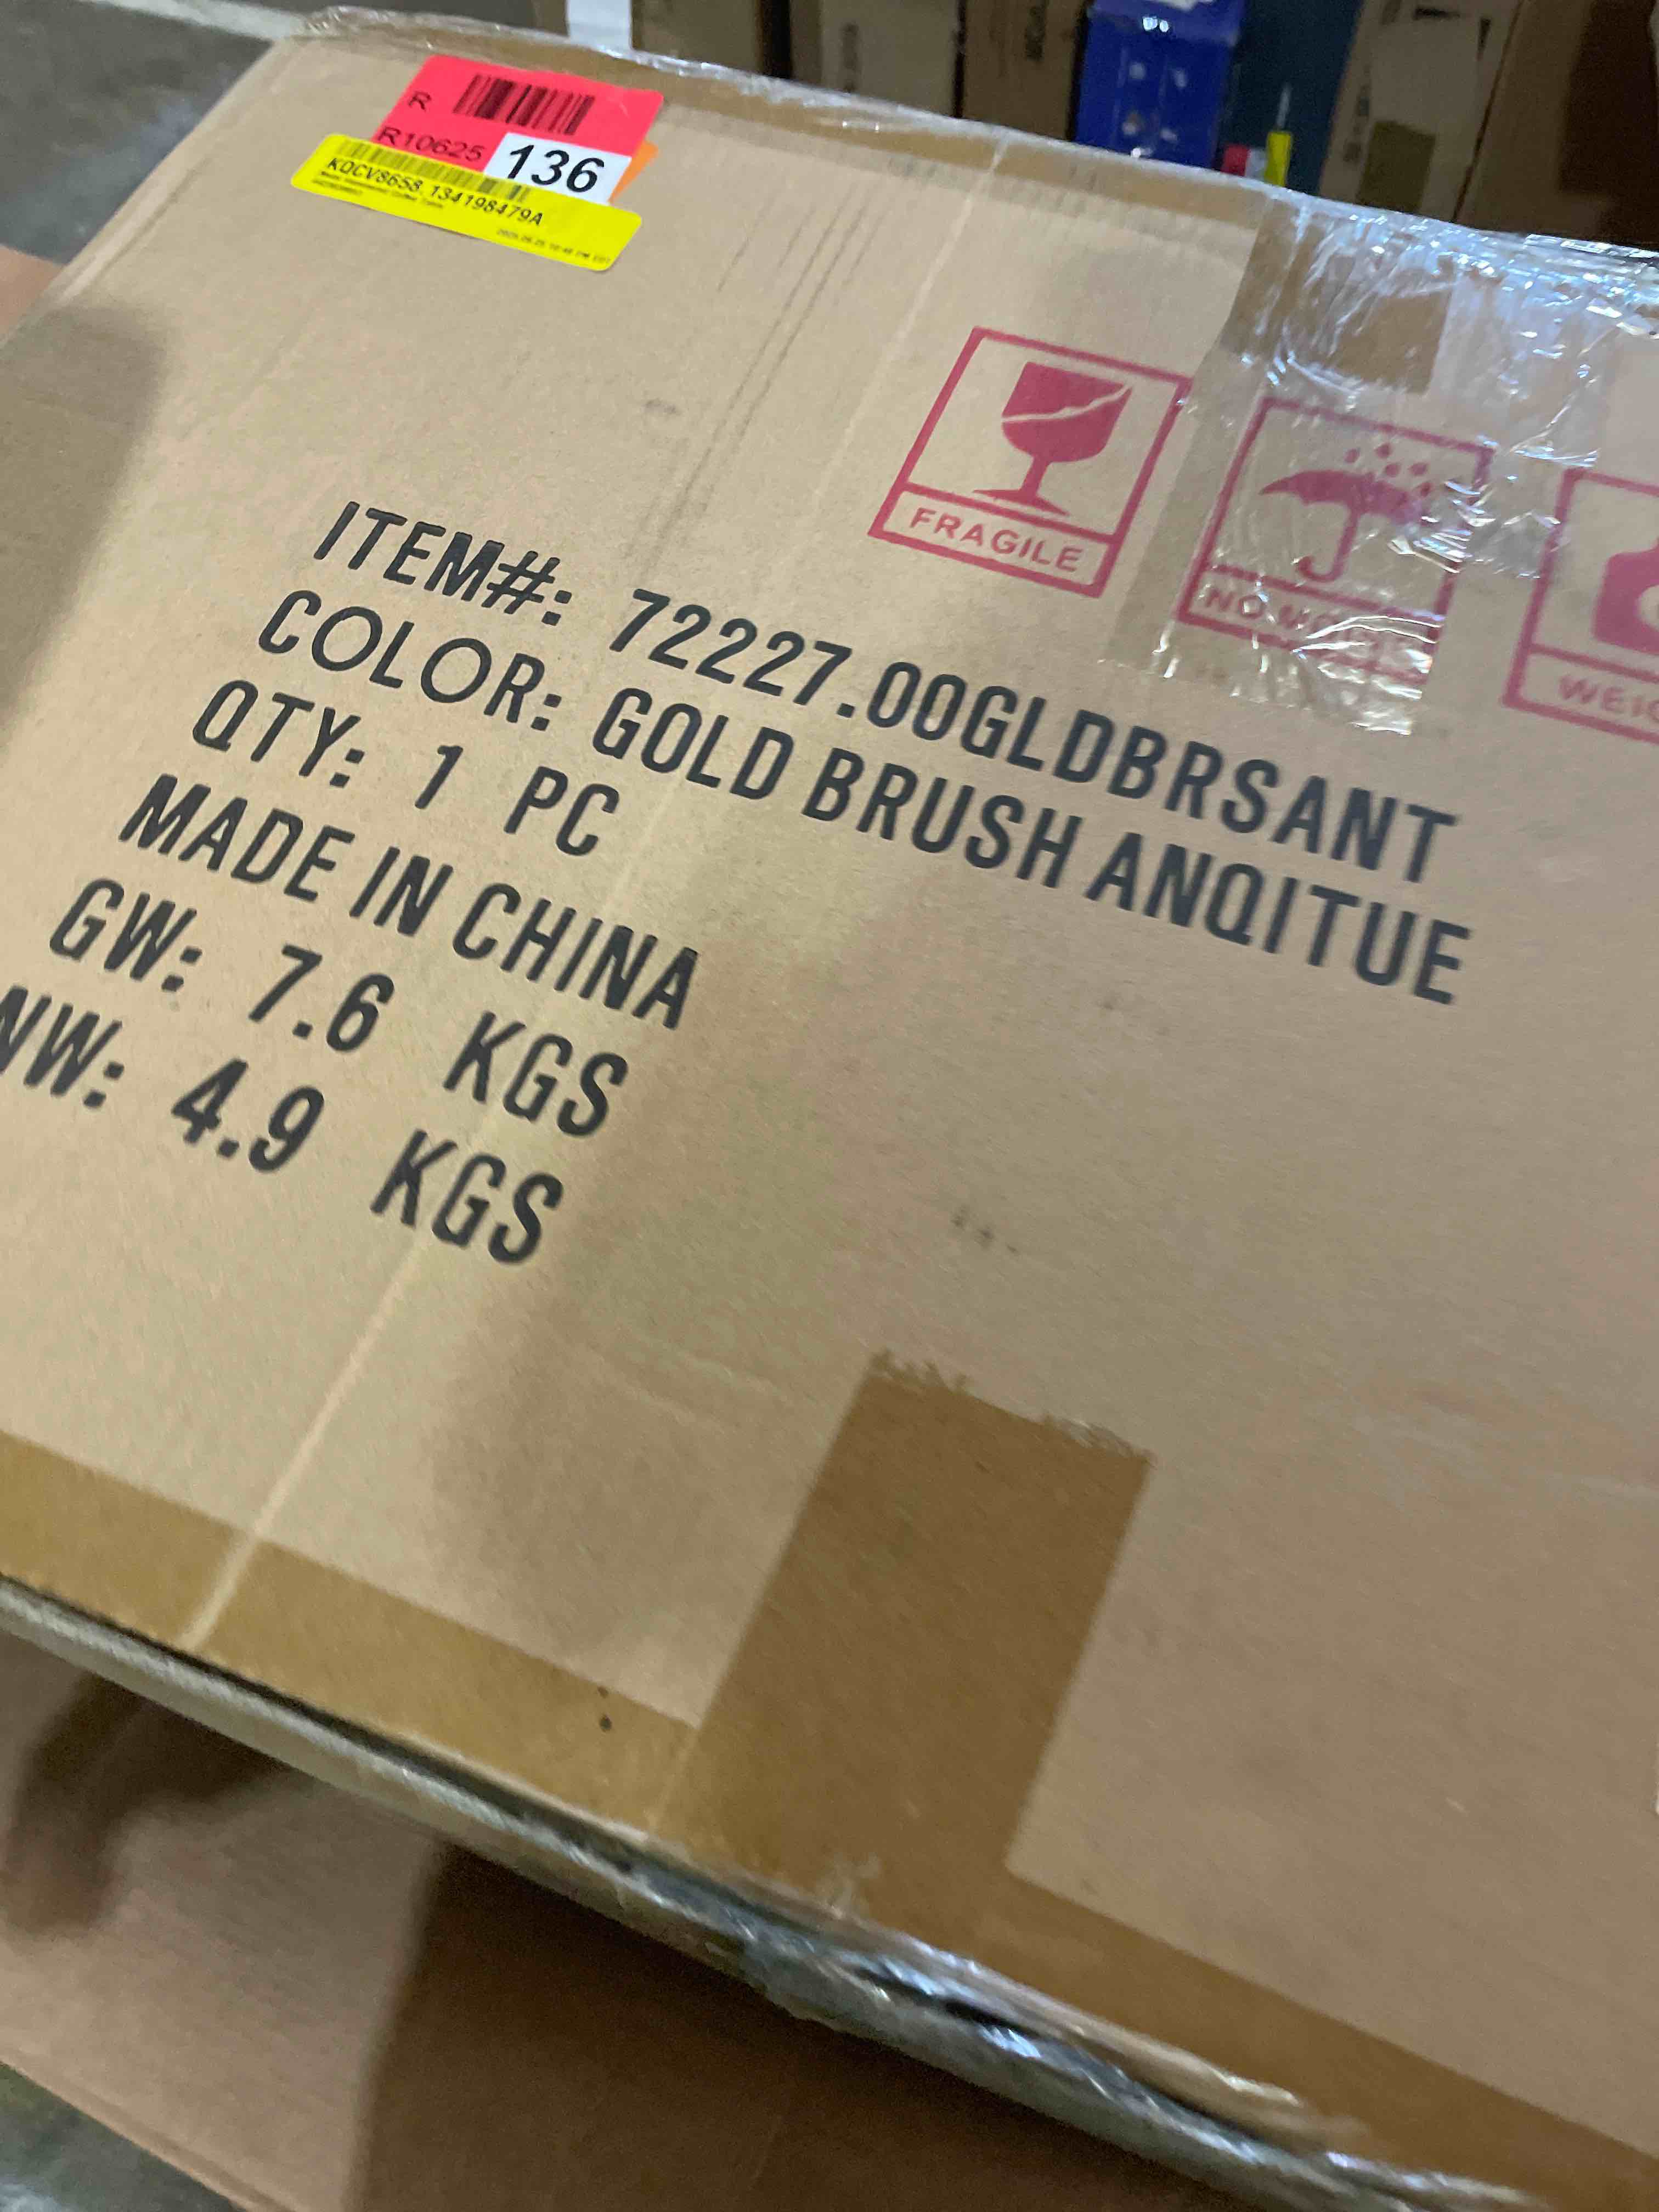 R
R10625
136
KQCV8658 134198479A
FRAGILE
ITEM#: 72227.00GLDBRSANT
COLOR: GOLD BRUSH ANQITUE
QTY: 1 PC
MADE IN CHINA
GW: 7.6 KGS
NW: 4.9 KGS